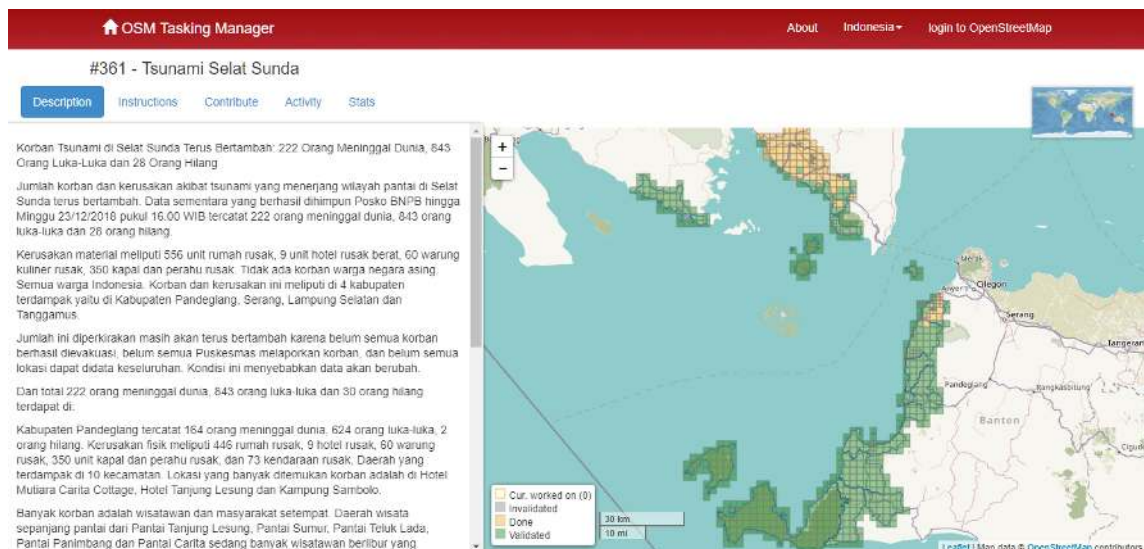 OSM Tasking Manager
About
Indonesia
login to OpenStreetMap
#361 - Tsunami Selat Sunda
Description
Instructions
Contribute
Activity
Stats
Korban Tsunami di Selat Sunda Terus Bertambah: 222 Orang Meninggal Dunia, 843
Orang Luka-Luka dan 28 Orang Hilang
Jumlah korban dan kerusakan akibat tsunami yang menerjang wilayah pantai di Selat
Sunda terus bertambah. Data sementara yang berhasil dihimpun Posko BNPB hingga
Minggu 23/12/2018 pukul 16.00 WIB tercatat 222 orang meninggal dunia, 843 orang
luka-luka dan 28 orang hilang.
Kerusakan material meliputi 556 unit rumah rusak, 9 unit hotel rusak berat, 60 warung
kuliner rusak, 350 kapal dan perahu rusak. Tidak ada korban warga negara asing.
Semua warga Indonesia. Korban dan kerusakan ini meliputi di 4 kabupaten
terdampak yaitu di Kabupaten Pandeglang, Serang, Lampung Selatan dan
Tanggamus.
Jumlah ini diperkirakan masih akan terus bertambah karena belum semua korban
berhasil dievakuasi, belum semua Puskesmas melaporkan korban, dan belum semua
lokasi dapat didata keseluruhan. Kondisi ini menyebabkan data akan berubah.
Dari total 222 orang meninggal dunia, 843 orang luka-luka dan 30 orang hilang
terdapat di:
Kabupaten Pandeglang tercatat 164 orang meninggal dunia, 624 orang luka-luka, 2
orang hilang. Kerusakan fisik meliputi 446 rumah rusak, 9 hotel rusak, 60 warung
rusak, 350 unit kapal dan perahu rusak, dan 73 kendaraan rusak. Daerah yang
terdampak di 10 kecamatan. Lokasi yang banyak ditemukan korban adalah di Hotel
Mutiara Carita Cottage, Hotel Tanjung Lesung dan Kampung Sambolo.
Banyak korban adalah wisatawan dan masyarakat setempat. Daerah wisata
sepanjang pantai dari Pantai Tanjung Lesung, Pantai Sumur, Pantai Teluk Lada,
Pantai Panimbang dan Pantai Carita sedang banyak wisatawan berlibur yang
+
−
Merak
Cilegon
Serang
Tangerang
Pandeglang
Rangkasbitung
Banten
Cur. worked on (0)
Invalidated
Done
Validated
30 km
10 mi
Leaflet | Map data © OpenStreetMap contributors